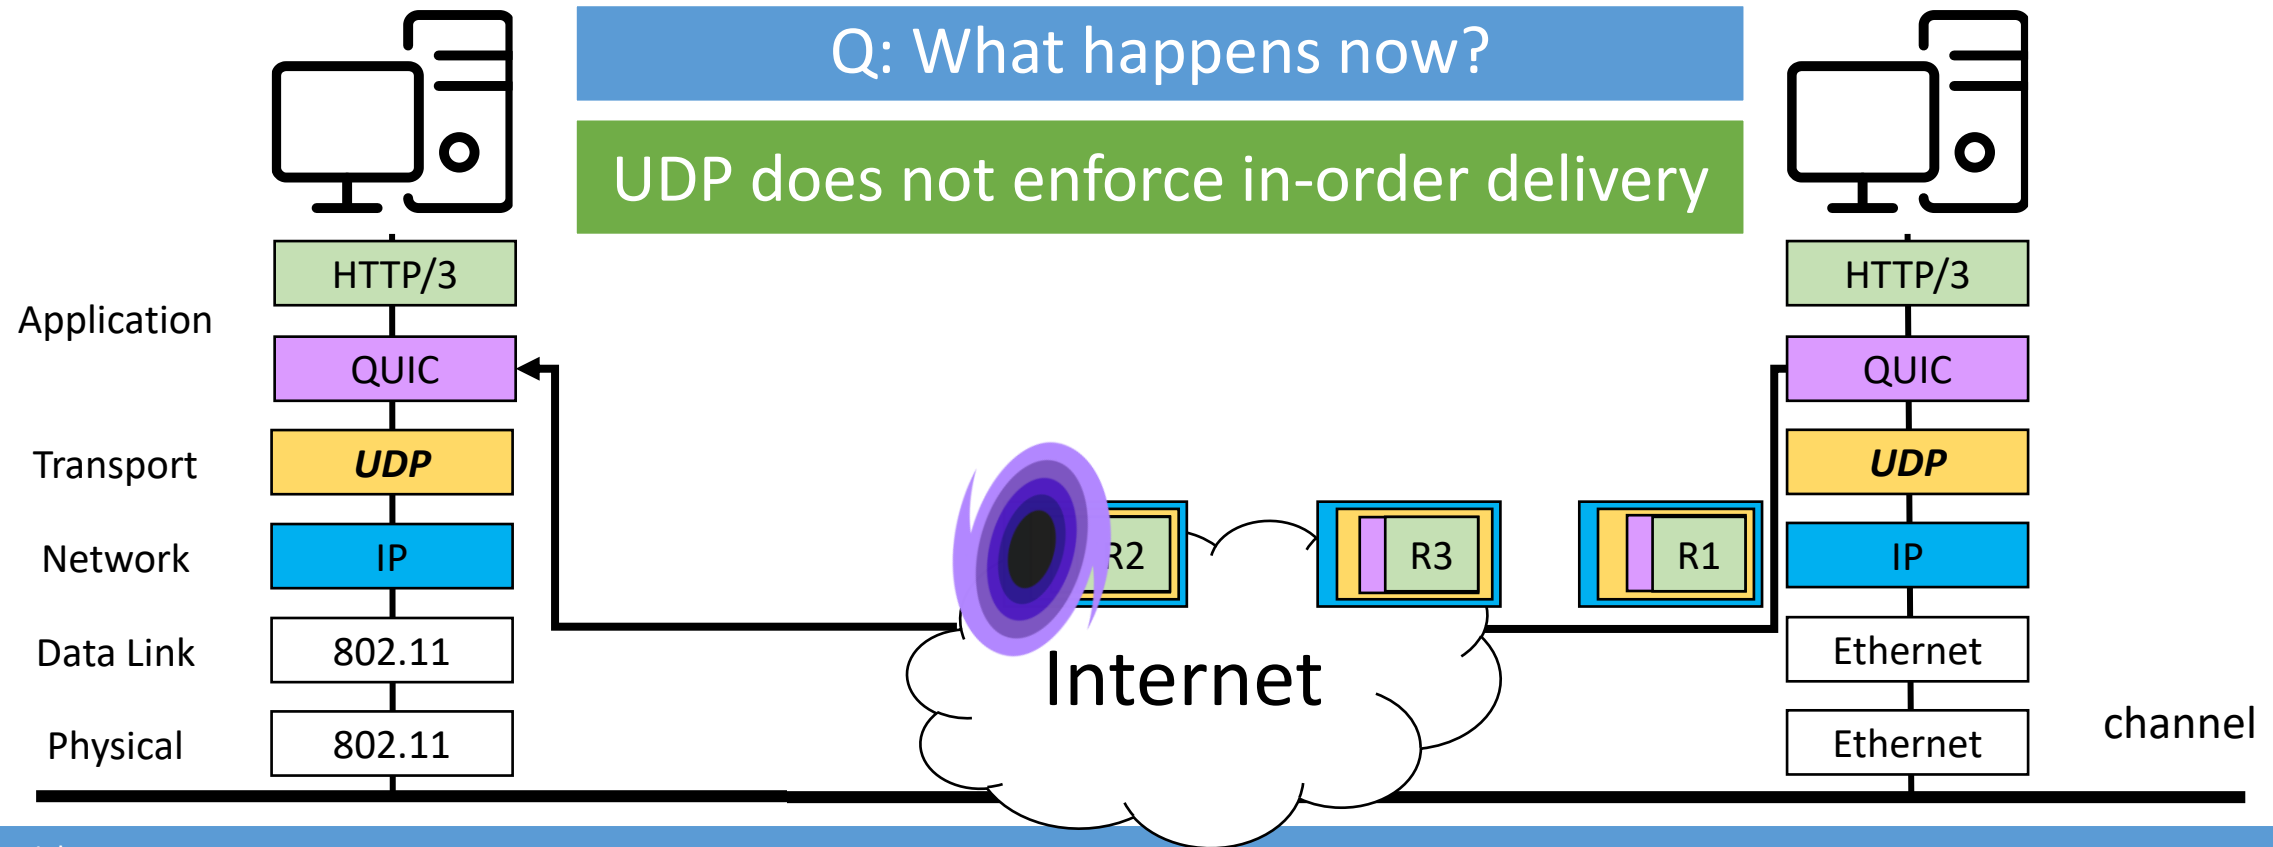 Q: What happens now?
UDP does not enforce in-order delivery
HTTP/3
HTTP/3
Application
QUIC
QUIC
Transport
UDP
UDP
R2
R3
R1
Network
IP
IP
Data Link
802.11
Internet
Ethernet
Physical
802.11
Ethernet
channel